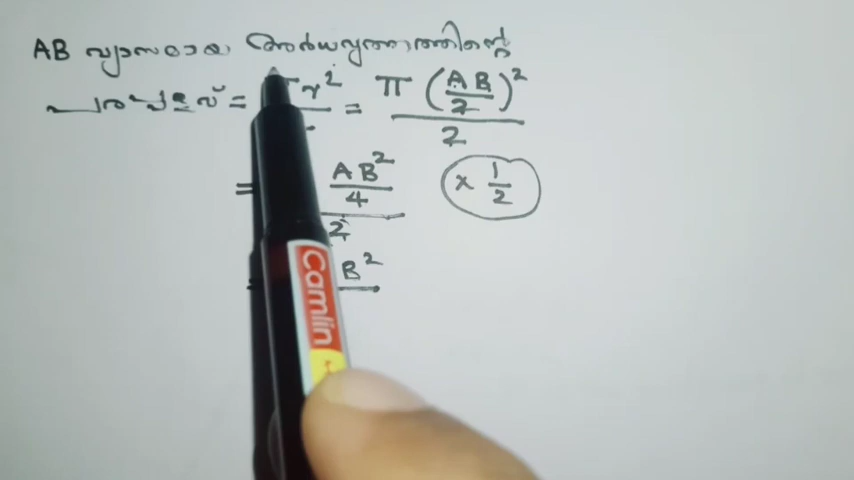 AB വ്യാസമായ അർധവൃത്തത്തിന്റെ
പരപ്പളവ് = πr² = π (AB/2)² / 2
= AB²/4 / 2 × 1/2
= B²
Camlin